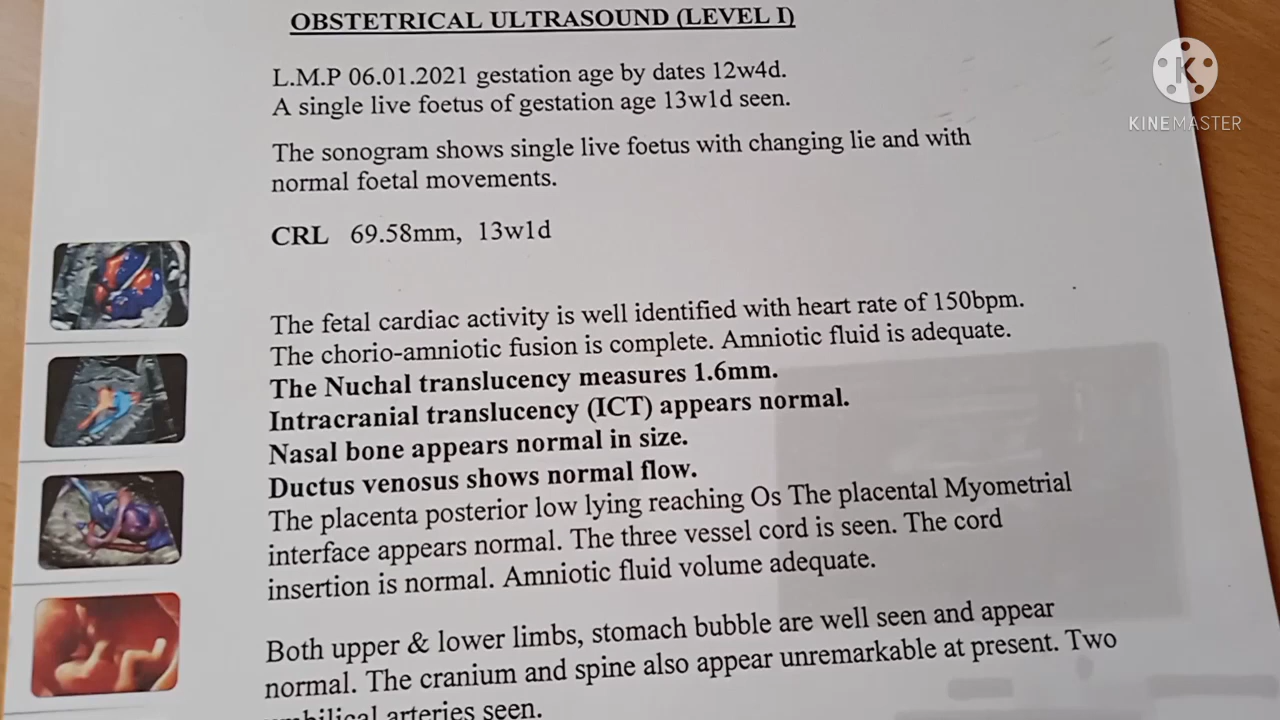 OBSTETRICAL ULTRASOUND (LEVEL I)
L.M.P 06.01.2021 gestation age by dates 12w4d.
A single live foetus of gestation age 13w1d seen.
The sonogram shows single live foetus with changing lie and with
normal foetal movements.
CRL 69.58mm, 13w1d
The fetal cardiac activity is well identified with heart rate of 150bpm.
The chorio-amniotic fusion is complete. Amniotic fluid is adequate.
The Nuchal translucency measures 1.6mm.
Intracranial translucency (ICT) appears normal.
Nasal bone appears normal in size.
Ductus venosus shows normal flow.
The placenta posterior low lying reaching Os The placental Myometrial
interface appears normal. The three vessel cord is seen. The cord
insertion is normal. Amniotic fluid volume adequate.
Both upper & lower limbs, stomach bubble are well seen and appear
normal. The cranium and spine also appear unremarkable at present. Two
umbilical arteries seen.
K
KINEMASTER